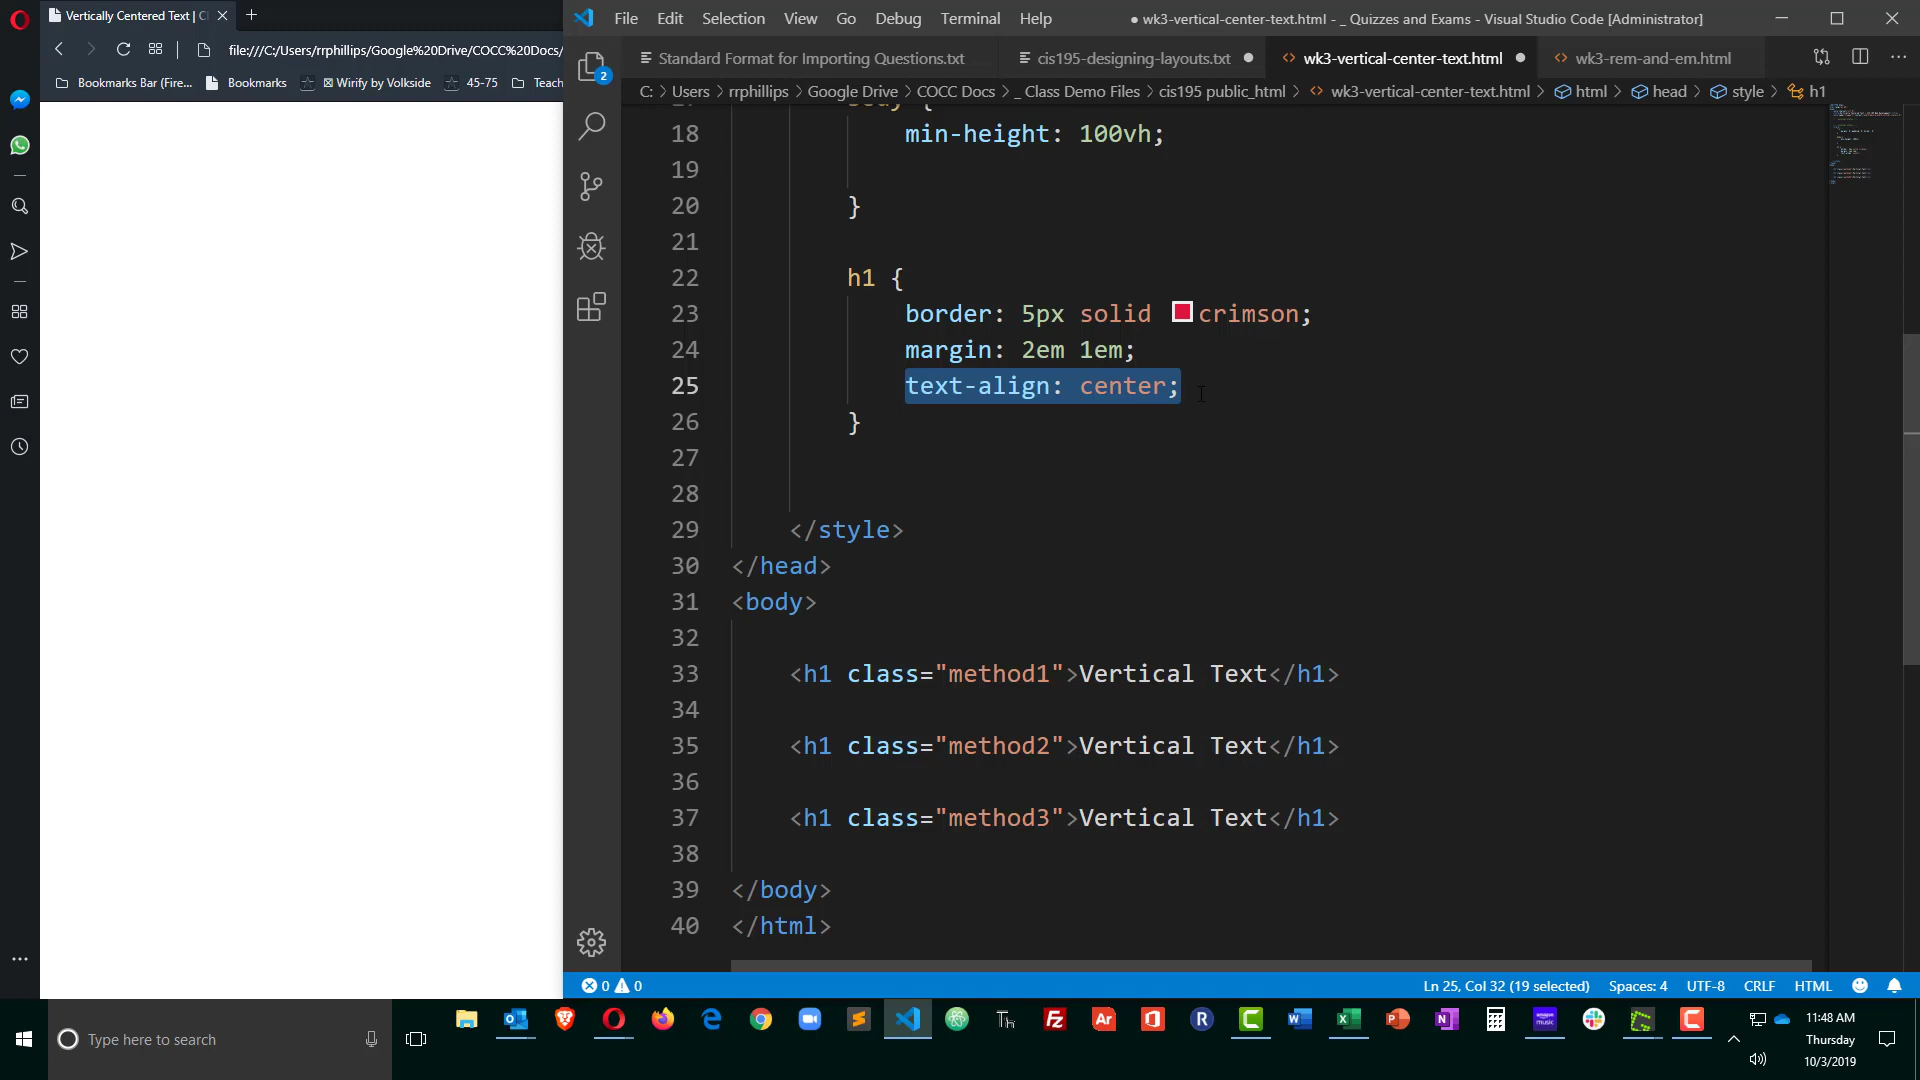 Vertically Centered Text | C
file:///C:/Users/rrphillips/Google%20Drive/COCC%20Docs/
Bookmarks Bar (Fire... Bookmarks Wirify by Volkside 45-75 Teach
File Edit Selection View Go Debug Terminal Help
● wk3-vertical-center-text.html - _ Quizzes and Exams - Visual Studio Code [Administrator]
Standard Format for Importing Questions.txt cis195-designing-layouts.txt wk3-vertical-center-text.html wk3-rem-and-em.html
C: > Users > rrphillips > Google Drive > COCC Docs > _ Class Demo Files > cis195 public_html > wk3-vertical-center-text.html > html > head > style > h1
2
17 body {
18 min-height: 100vh;
19
20 }
21
22 h1 {
23 border: 5px solid crimson;
24 margin: 2em 1em;
25 text-align: center;
26 }
27
28
29 </style>
30 </head>
31 <body>
32
33 <h1 class="method1">Vertical Text</h1>
34
35 <h1 class="method2">Vertical Text</h1>
36
37 <h1 class="method3">Vertical Text</h1>
38
39 </body>
40 </html>
0 0 Ln 25, Col 32 (19 selected) Spaces: 4 UTF-8 CRLF HTML
Type here to search
11:48 AM
Thursday
10/3/2019